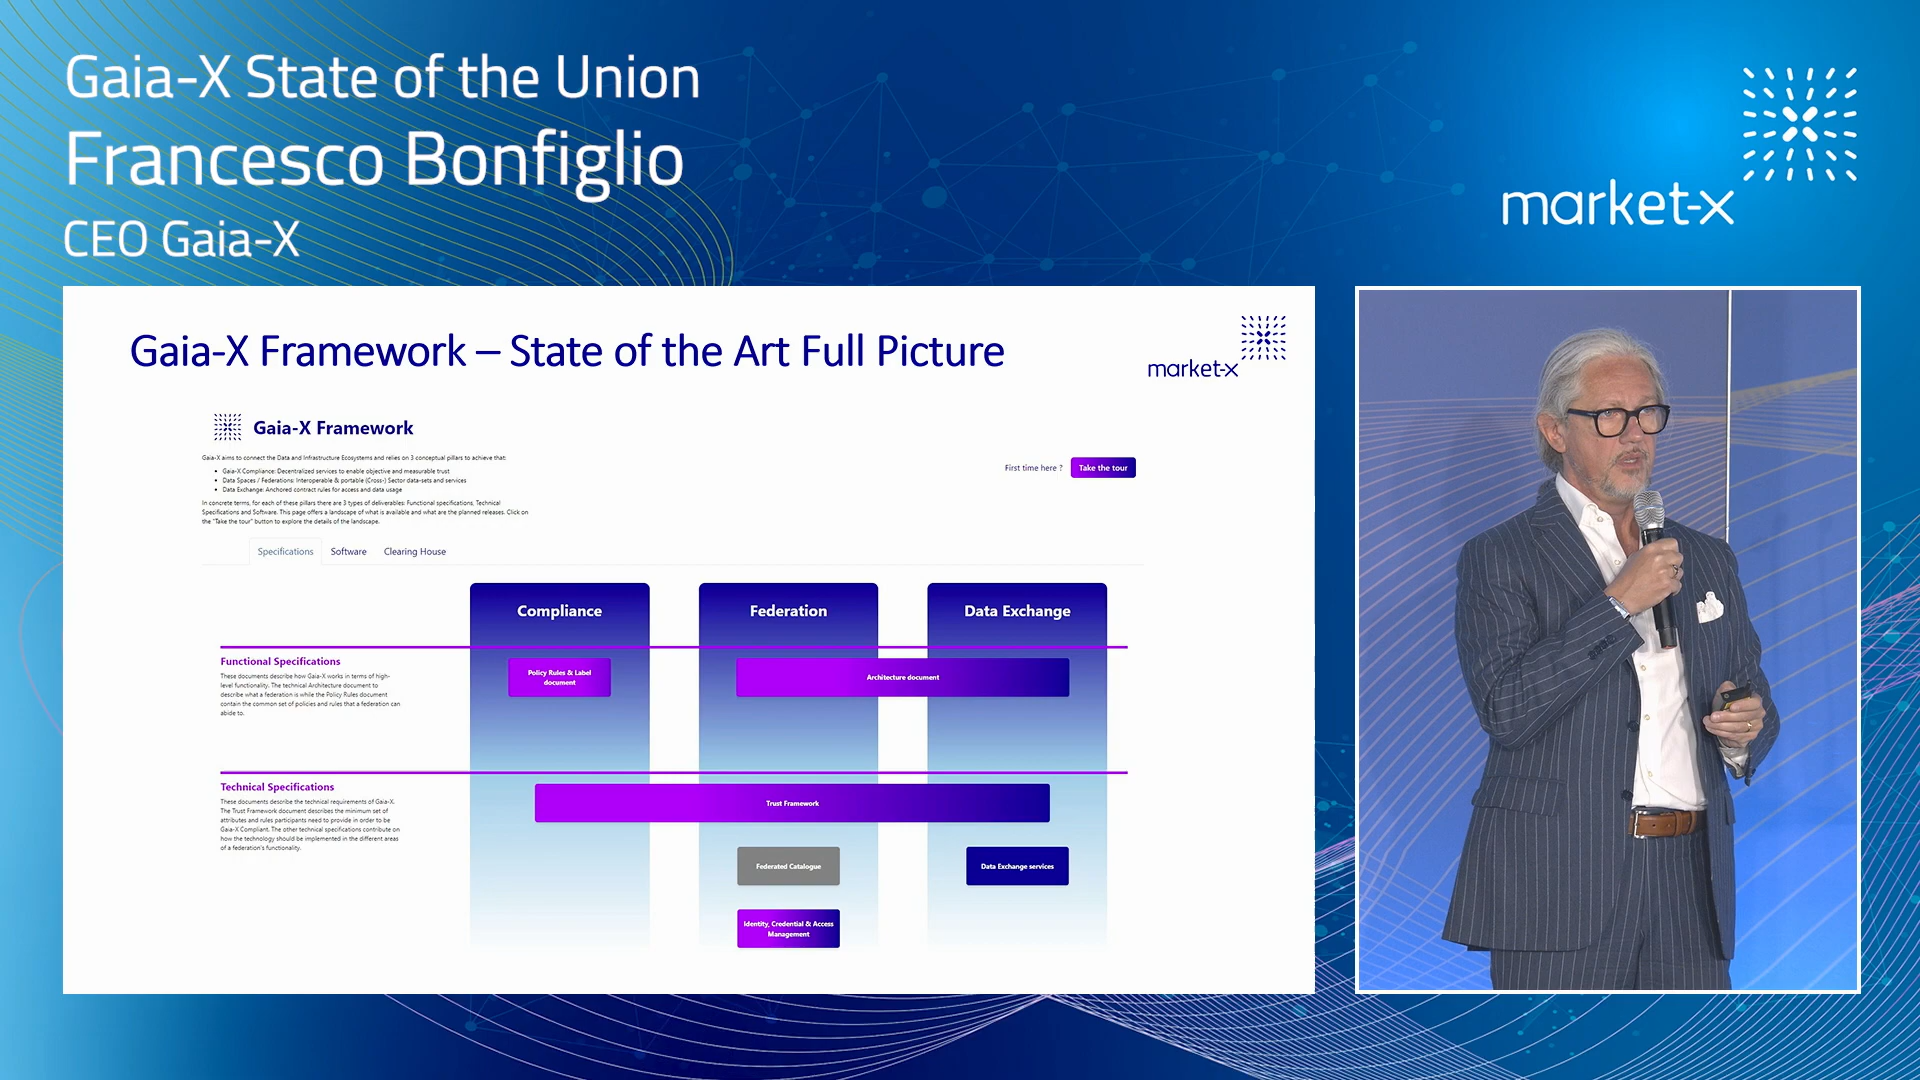 Gaia-X State of the Union
Francesco Bonfiglio
CEO Gaia-X
market-x
Gaia-X Framework – State of the Art Full Picture
market-x
Gaia-X Framework
Gaia-X aims to connect the Data and Infrastructure Ecosystems and relies on 3 conceptual pillars to achieve that:
• Gaia-X Compliance: Decentralized services to enable objective and measurable trust
• Data Spaces / Federations: Interoperable & portable (Cross-) Sector data-sets and services
• Data Exchange: Anchored contract rules for access and data usage
In concrete terms, for each of these pillars there are 3 types of deliverables: Functional specifications, Technical
Specifications and Software. This page offers a landscape of what is available and what are the planned releases. Click on
the "Take the tour" button to explore the details of the landscape.
First time here ? Take the tour
Specifications Software Clearing House
Compliance Federation Data Exchange
Functional Specifications
These documents describe how Gaia-X works in terms of high-
level functionality. The technical Architecture document to
describe what a federation is while the Policy Rules document
contain the common set of policies and rules that a federation can
abide to.
Policy Rules & Label
document
Architecture document
Technical Specifications
These documents describe the technical requirements of Gaia-X.
The Trust Framework document describes the minimum set of
attributes and rules participants need to provide in order to be
Gaia-X Compliant. The other technical specifications contribute on
how the technology should be implemented in the different areas
of a federation's functionality.
Trust Framework
Federated Catalogue
Data Exchange services
Identity, Credential & Access
Management